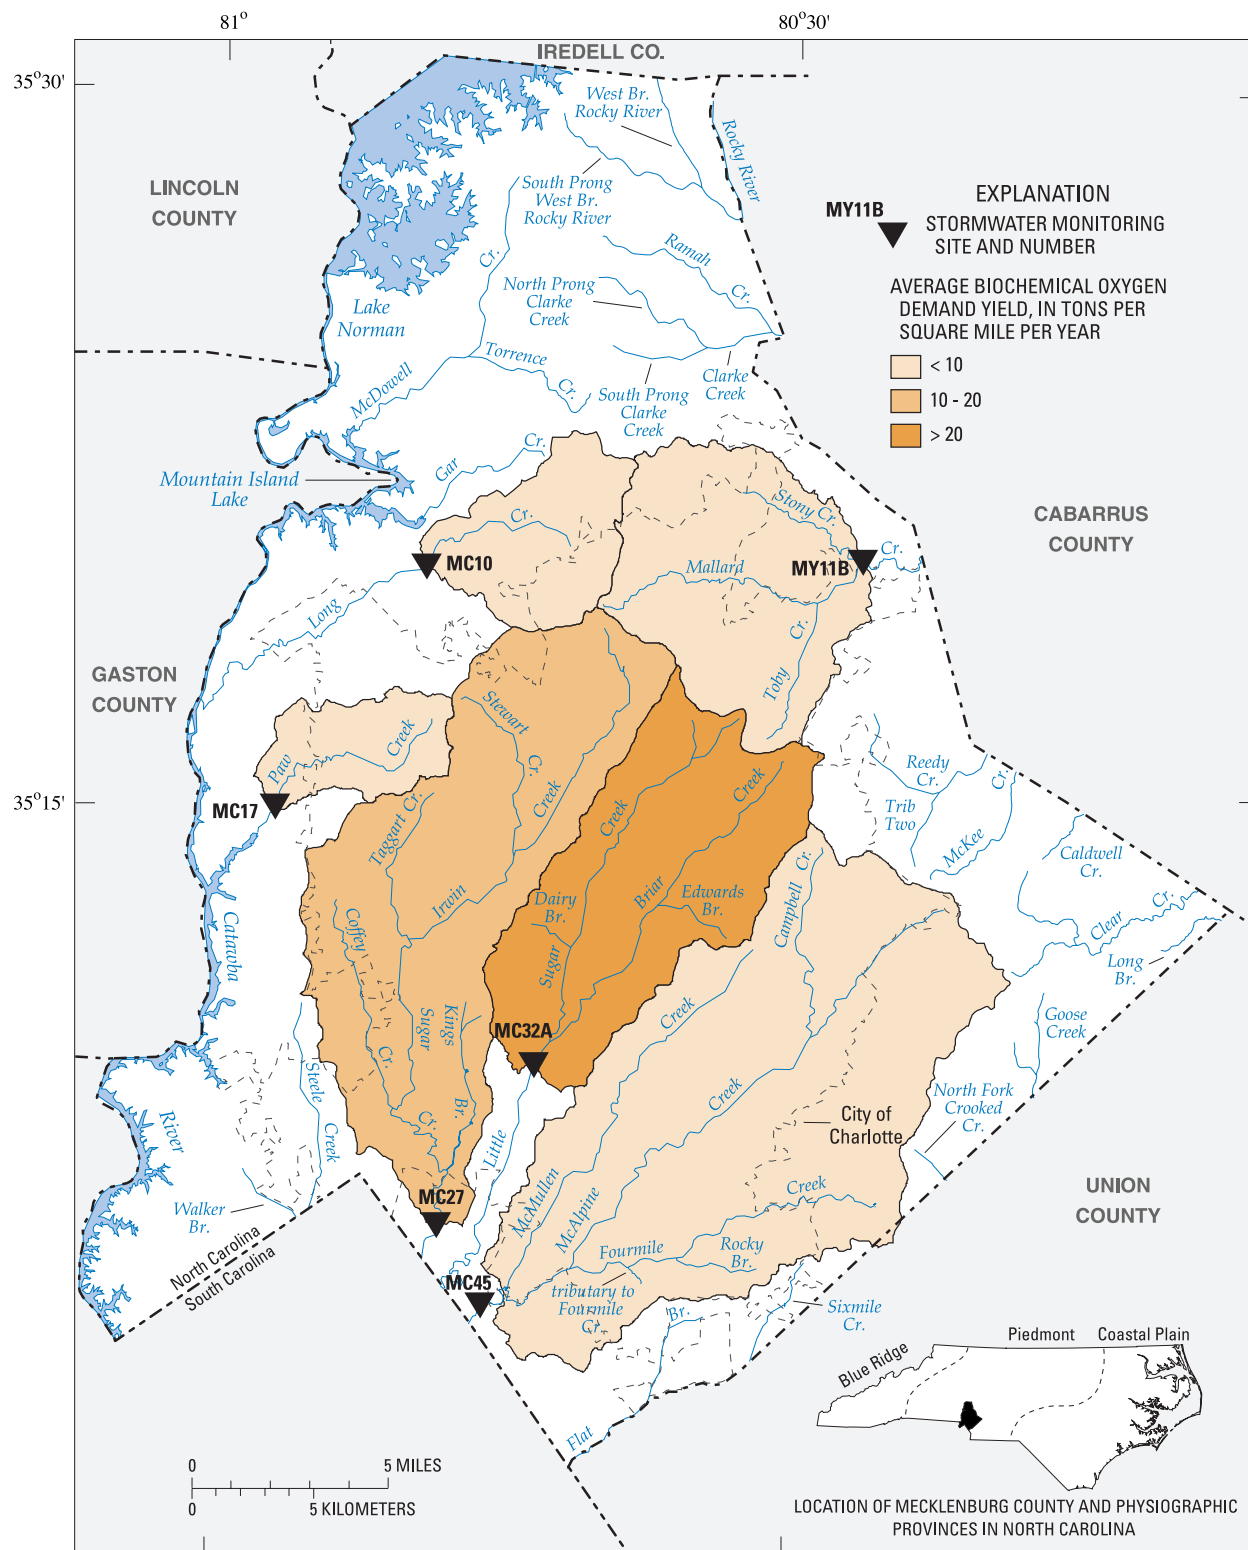 81°
80°30'
35°30'
IREDELL CO.
West Br.
Rocky River
Rocky River
LINCOLN
COUNTY
South Prong
West Br.
Rocky River
MY11B
EXPLANATION
STORMWATER MONITORING
SITE AND NUMBER
AVERAGE BIOCHEMICAL OXYGEN
DEMAND YIELD, IN TONS PER
SQUARE MILE PER YEAR
< 10
10 - 20
> 20
Ramah
Cr.
Cr.
North Prong
Clarke
Creek
Lake
Norman
Torrence
Cr.
McDowell
Clarke
Creek
South Prong
Clarke
Creek
Cr.
Gar
Mountain Island
Lake
Stony Cr.
Cr.
CABARRUS
COUNTY
Cr.
MC10
Mallard
MY11B
Long
Cr.
Toby
GASTON
COUNTY
Stewart
Cr.
Creek
Paw
Creek
35°15'
MC17
Taggart Cr.
Creek
Creek
Reedy
Cr.
Trib
Two
Cr.
McKee
Caldwell
Cr.
Irwin
Dairy
Br.
Briar
Edwards
Br.
Campbell
Cr.
Clear
Cr.
Long
Br.
Coffey
Cr.
Catawba
Sugar
Sugar
Kings
Br.
Creek
Goose
Creek
MC32A
Steele
Creek
Creek
North Fork
Crooked
Cr.
City of
Charlotte
River
Cr.
Little
UNION
COUNTY
Walker
Br.
MC27
McMullen
McAlpine
Creek
North Carolina
South Carolina
Fourmile
Rocky
Br.
MC45
tributary to
Fourmile
Cr.
Br.
Sixmile
Cr.
Flat
Piedmont
Coastal Plain
Blue Ridge
0
5 MILES
0
5 KILOMETERS
LOCATION OF MECKLENBURG COUNTY AND PHYSIOGRAPHIC
PROVINCES IN NORTH CAROLINA